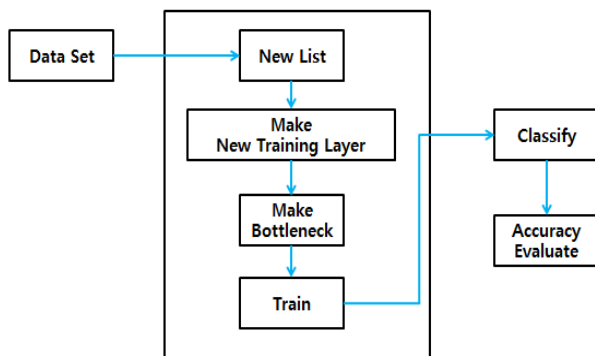 Data Set
New List
Make
New Training Layer
Make
Bottleneck
Train
Classify
Accuracy
Evaluate